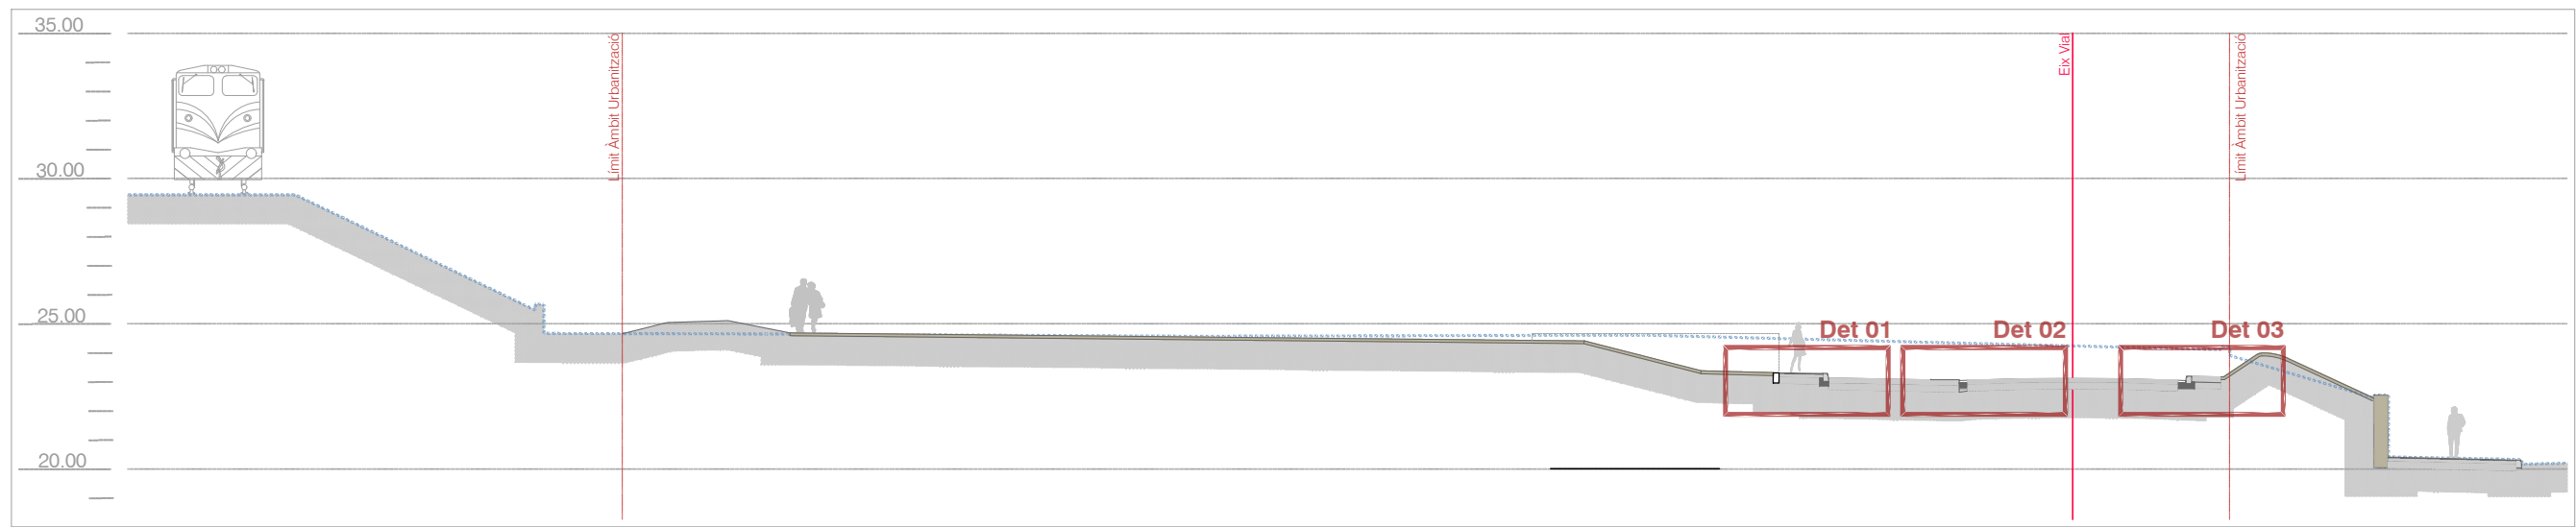 35.00
30.00
25.00
20.00
Límit Àmbit Urbanització
Eix Vial
Límit Àmbit Urbanització
Det 01
Det 02
Det 03